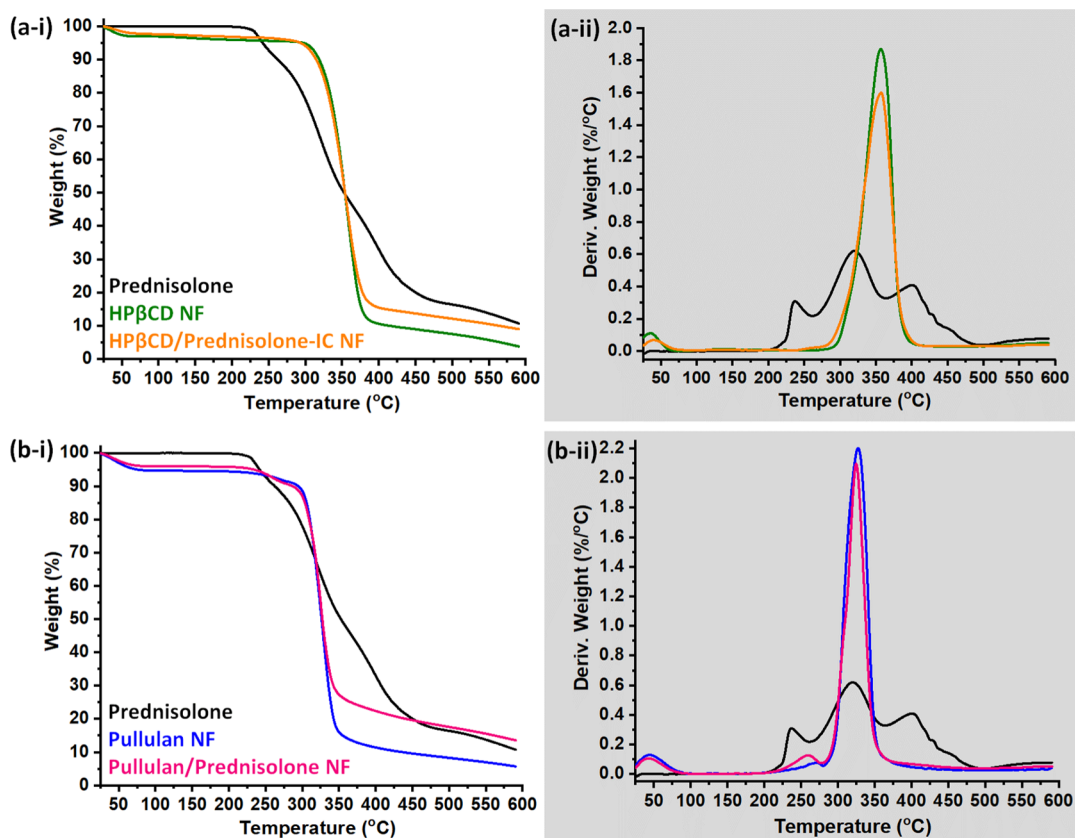 (a-i)
100
90
80
70
60
50
40
30
20
10
0
Weight (%)
Prednisolone
HPβCD NF
HPβCD/Prednisolone-IC NF
50 100 150 200 250 300 350 400 450 500 550 600
Temperature (°C)
(a-ii)
2.0
1.8
1.6
1.4
1.2
1.0
0.8
0.6
0.4
0.2
0.0
Deriv. Weight (%/°C)
50 100 150 200 250 300 350 400 450 500 550 600
Temperature (°C)
(b-i)
100
90
80
70
60
50
40
30
20
10
0
Weight (%)
Prednisolone
Pullulan NF
Pullulan/Prednisolone NF
50 100 150 200 250 300 350 400 450 500 550 600
Temperature (°C)
(b-ii)
2.2
2.0
1.8
1.6
1.4
1.2
1.0
0.8
0.6
0.4
0.2
0.0
Deriv. Weight (%/°C)
50 100 150 200 250 300 350 400 450 500 550 600
Temperature (°C)